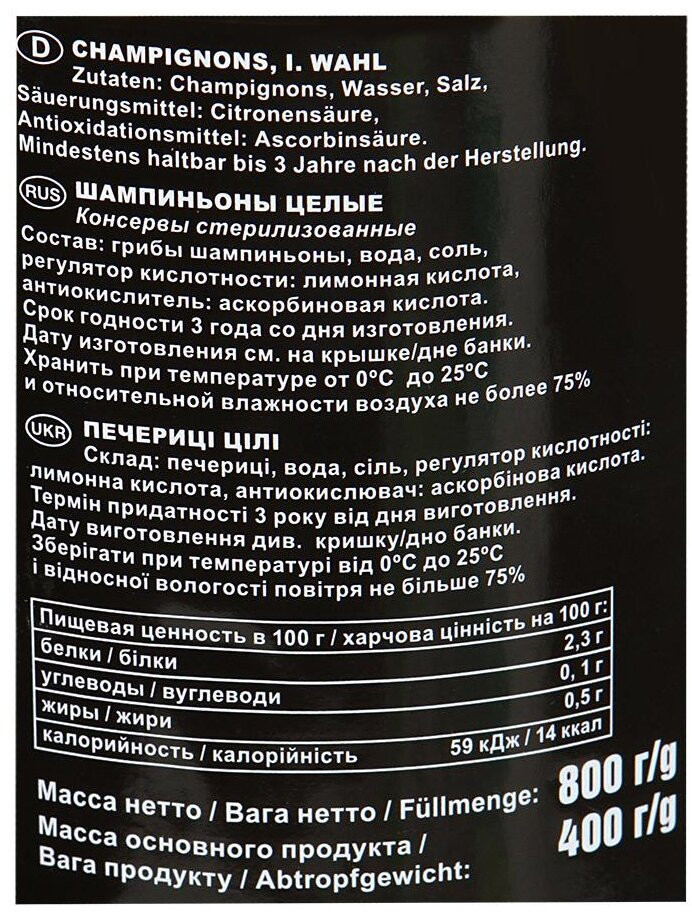 D CHAMPIGNONS, I. WAHL
Zutaten: Champignons, Wasser, Salz,
Säuerungsmittel: Citronensäure,
Antioxidationsmittel: Ascorbinsäure.
Mindestens haltbar bis 3 Jahre nach der Herstellung.
RUS ШАМПИНЬОНЫ ЦЕЛЫЕ
Консервы стерилизованные
Состав: грибы шампиньоны, вода, соль,
регулятор кислотности: лимонная кислота,
антиокислитель: аскорбиновая кислота.
Срок годности 3 года со дня изготовления.
Дату изготовления см. на крышке/дне банки.
Хранить при температуре от 0ºC до 25ºC
и относительной влажности воздуха не более 75%
UKR ПЕЧЕРИЦІ ЦІЛІ
Склад: печериці, вода, сіль, регулятор кислотності:
лимонна кислота, антиокислювач: аскорбінова кислота.
Термін придатності 3 року від дня виготовлення.
Дату виготовлення див. кришку/дно банки.
Зберігати при температурі від 0ºC до 25ºC
і відносної вологості повітря не більше 75%
Пищевая ценность в 100 г / харчова цінність на 100 г:
белки / білки 2,3 г
углеводы / вуглеводи 0,1 г
жиры / жири 0,5 г
калорийность / калорійність 59 кДж / 14 ккал
Масса нетто / Вага нетто / Füllmenge: 800 г/g
Масса основного продукта /
Вага продукту / Abtropfgewicht: 400 г/g